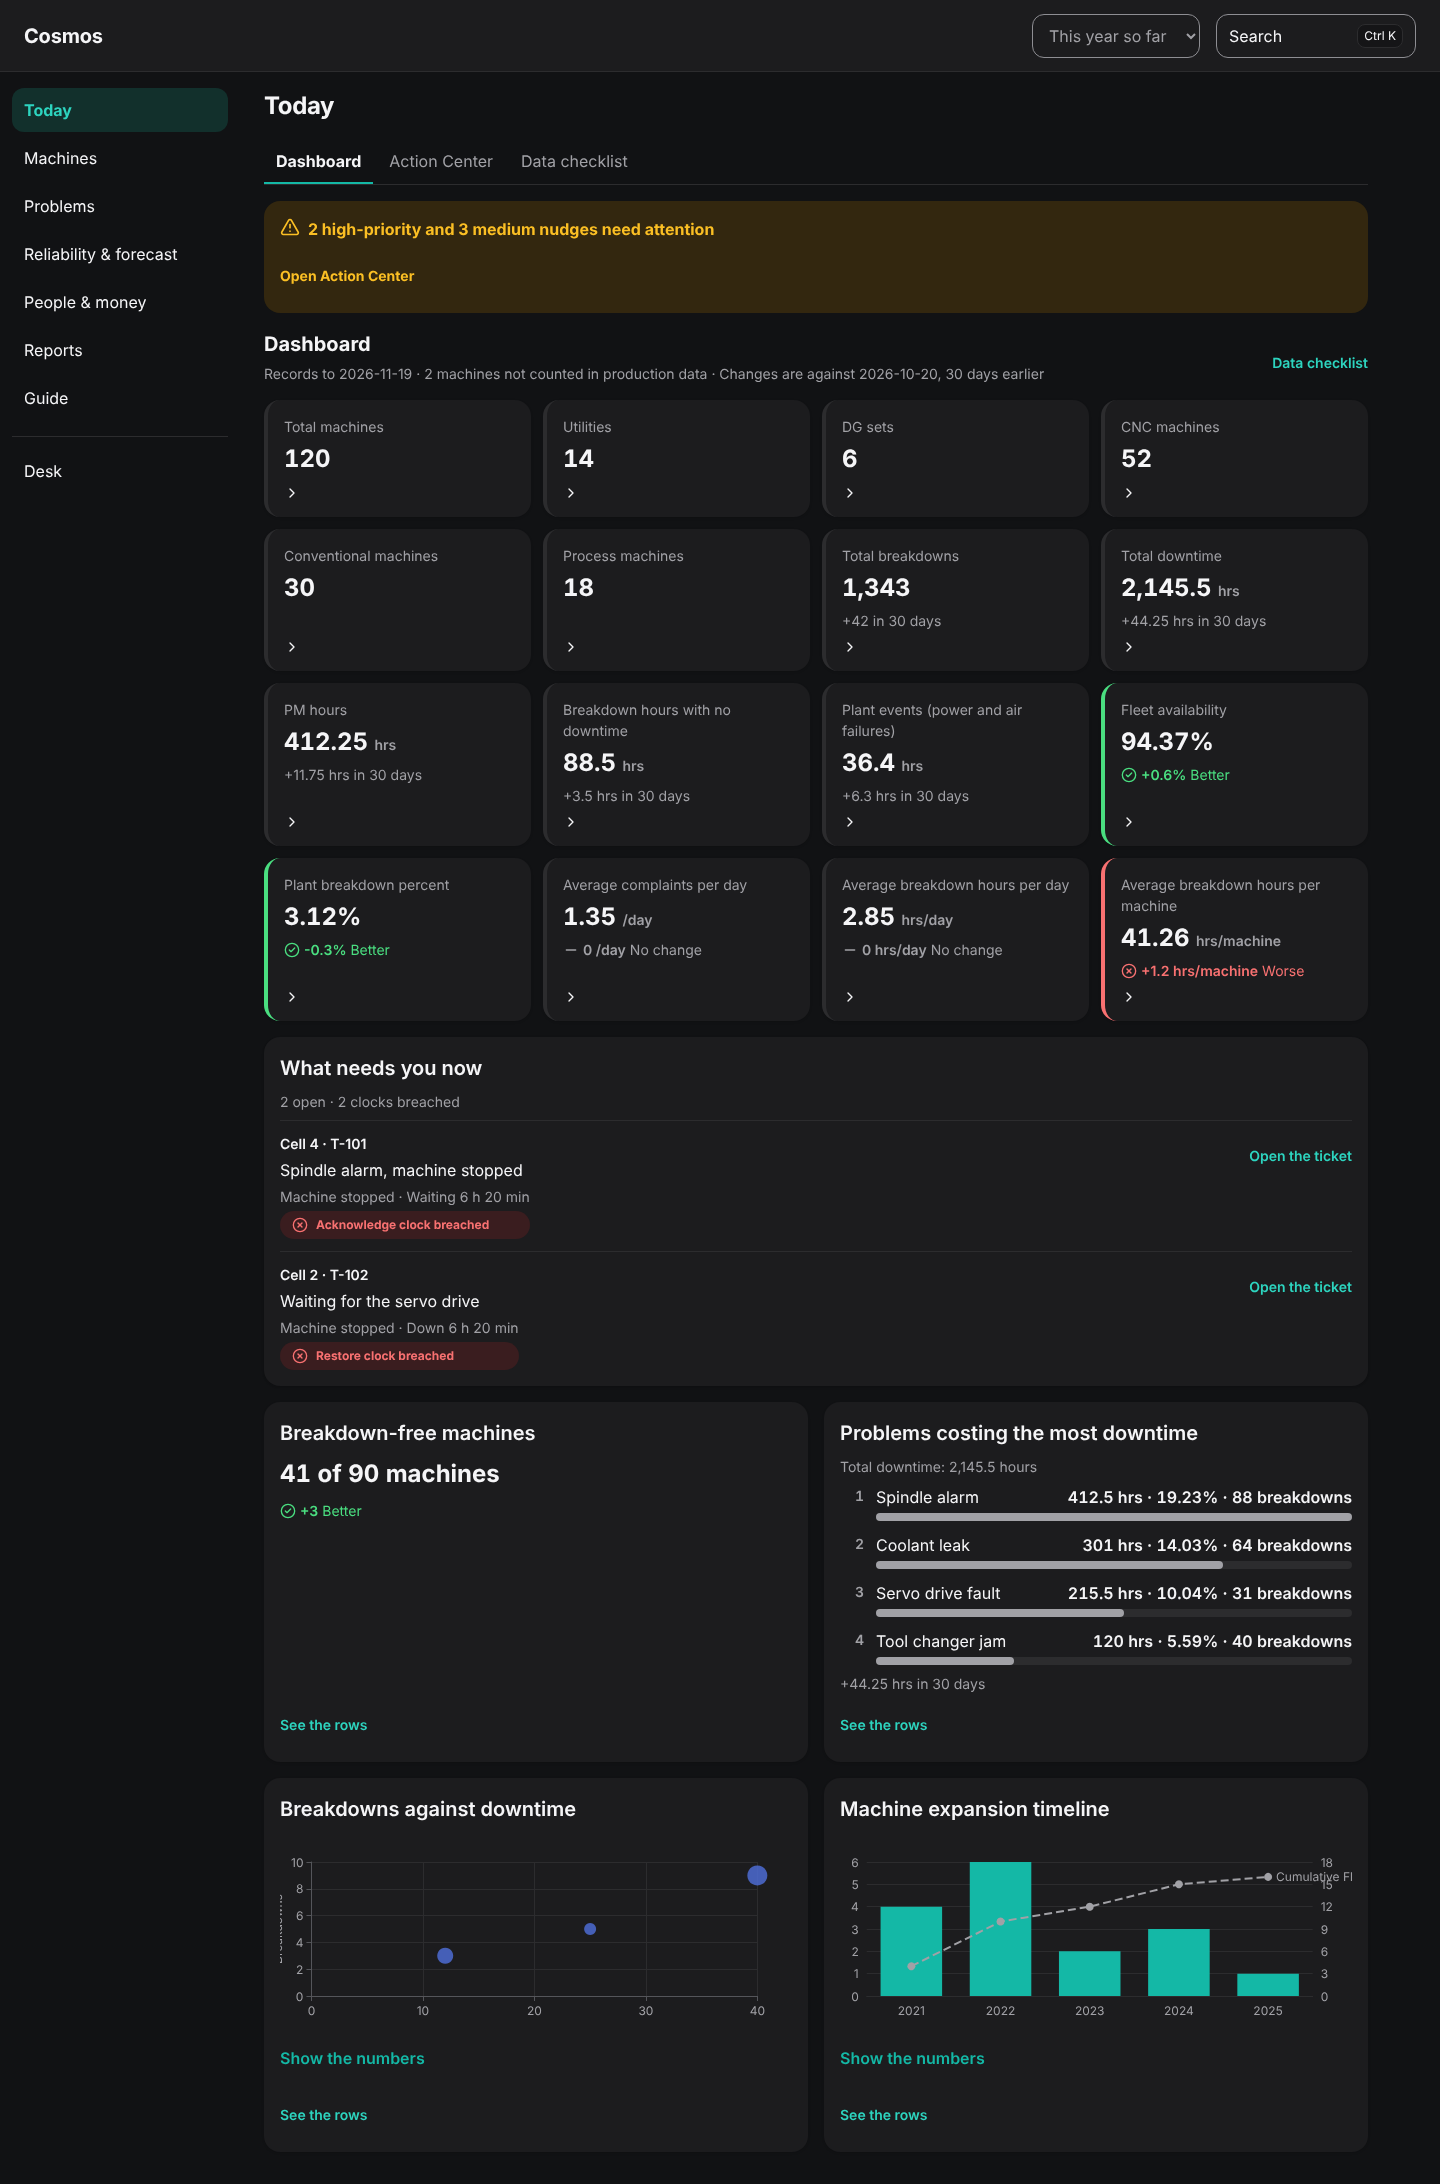 Cosmos
This year so far
Search
Ctrl K
Today
Machines
Problems
Reliability & forecast
People & money
Reports
Guide
Desk
Today
Dashboard
Action Center
Data checklist
2 high-priority and 3 medium nudges need attention
Open Action Center
Dashboard
Records to 2026-11-19 · 2 machines not counted in production data · Changes are against 2026-10-20, 30 days earlier
Data checklist
Total machines
120
Utilities
14
DG sets
6
CNC machines
52
Conventional machines
30
Process machines
18
Total breakdowns
1,343
+42 in 30 days
Total downtime
2,145.5 hrs
+44.25 hrs in 30 days
PM hours
412.25 hrs
+11.75 hrs in 30 days
Breakdown hours with no
downtime
88.5 hrs
+3.5 hrs in 30 days
Plant events (power and air
failures)
36.4 hrs
+6.3 hrs in 30 days
Fleet availability
94.37%
+0.6% Better
Plant breakdown percent
3.12%
-0.3% Better
Average complaints per day
1.35 /day
0 /day No change
Average breakdown hours per day
2.85 hrs/day
0 hrs/day No change
Average breakdown hours per
machine
41.26 hrs/machine
+1.2 hrs/machine Worse
What needs you now
2 open · 2 clocks breached
Cell 4 · T-101
Spindle alarm, machine stopped
Machine stopped · Waiting 6 h 20 min
Acknowledge clock breached
Open the ticket
Cell 2 · T-102
Waiting for the servo drive
Machine stopped · Down 6 h 20 min
Restore clock breached
Open the ticket
Breakdown-free machines
41 of 90 machines
+3 Better
See the rows
Problems costing the most downtime
Total downtime: 2,145.5 hours
1 Spindle alarm 412.5 hrs · 19.23% · 88 breakdowns
2 Coolant leak 301 hrs · 14.03% · 64 breakdowns
3 Servo drive fault 215.5 hrs · 10.04% · 31 breakdowns
4 Tool changer jam 120 hrs · 5.59% · 40 breakdowns
+44.25 hrs in 30 days
See the rows
Breakdowns against downtime
10
8
6
4
2
0
0 10 20 30 40
Show the numbers
See the rows
Machine expansion timeline
6
5
4
3
2
1
0
18
15
12
9
6
3
0
Cumulative Fl
2021 2022 2023 2024 2025
Show the numbers
See the rows